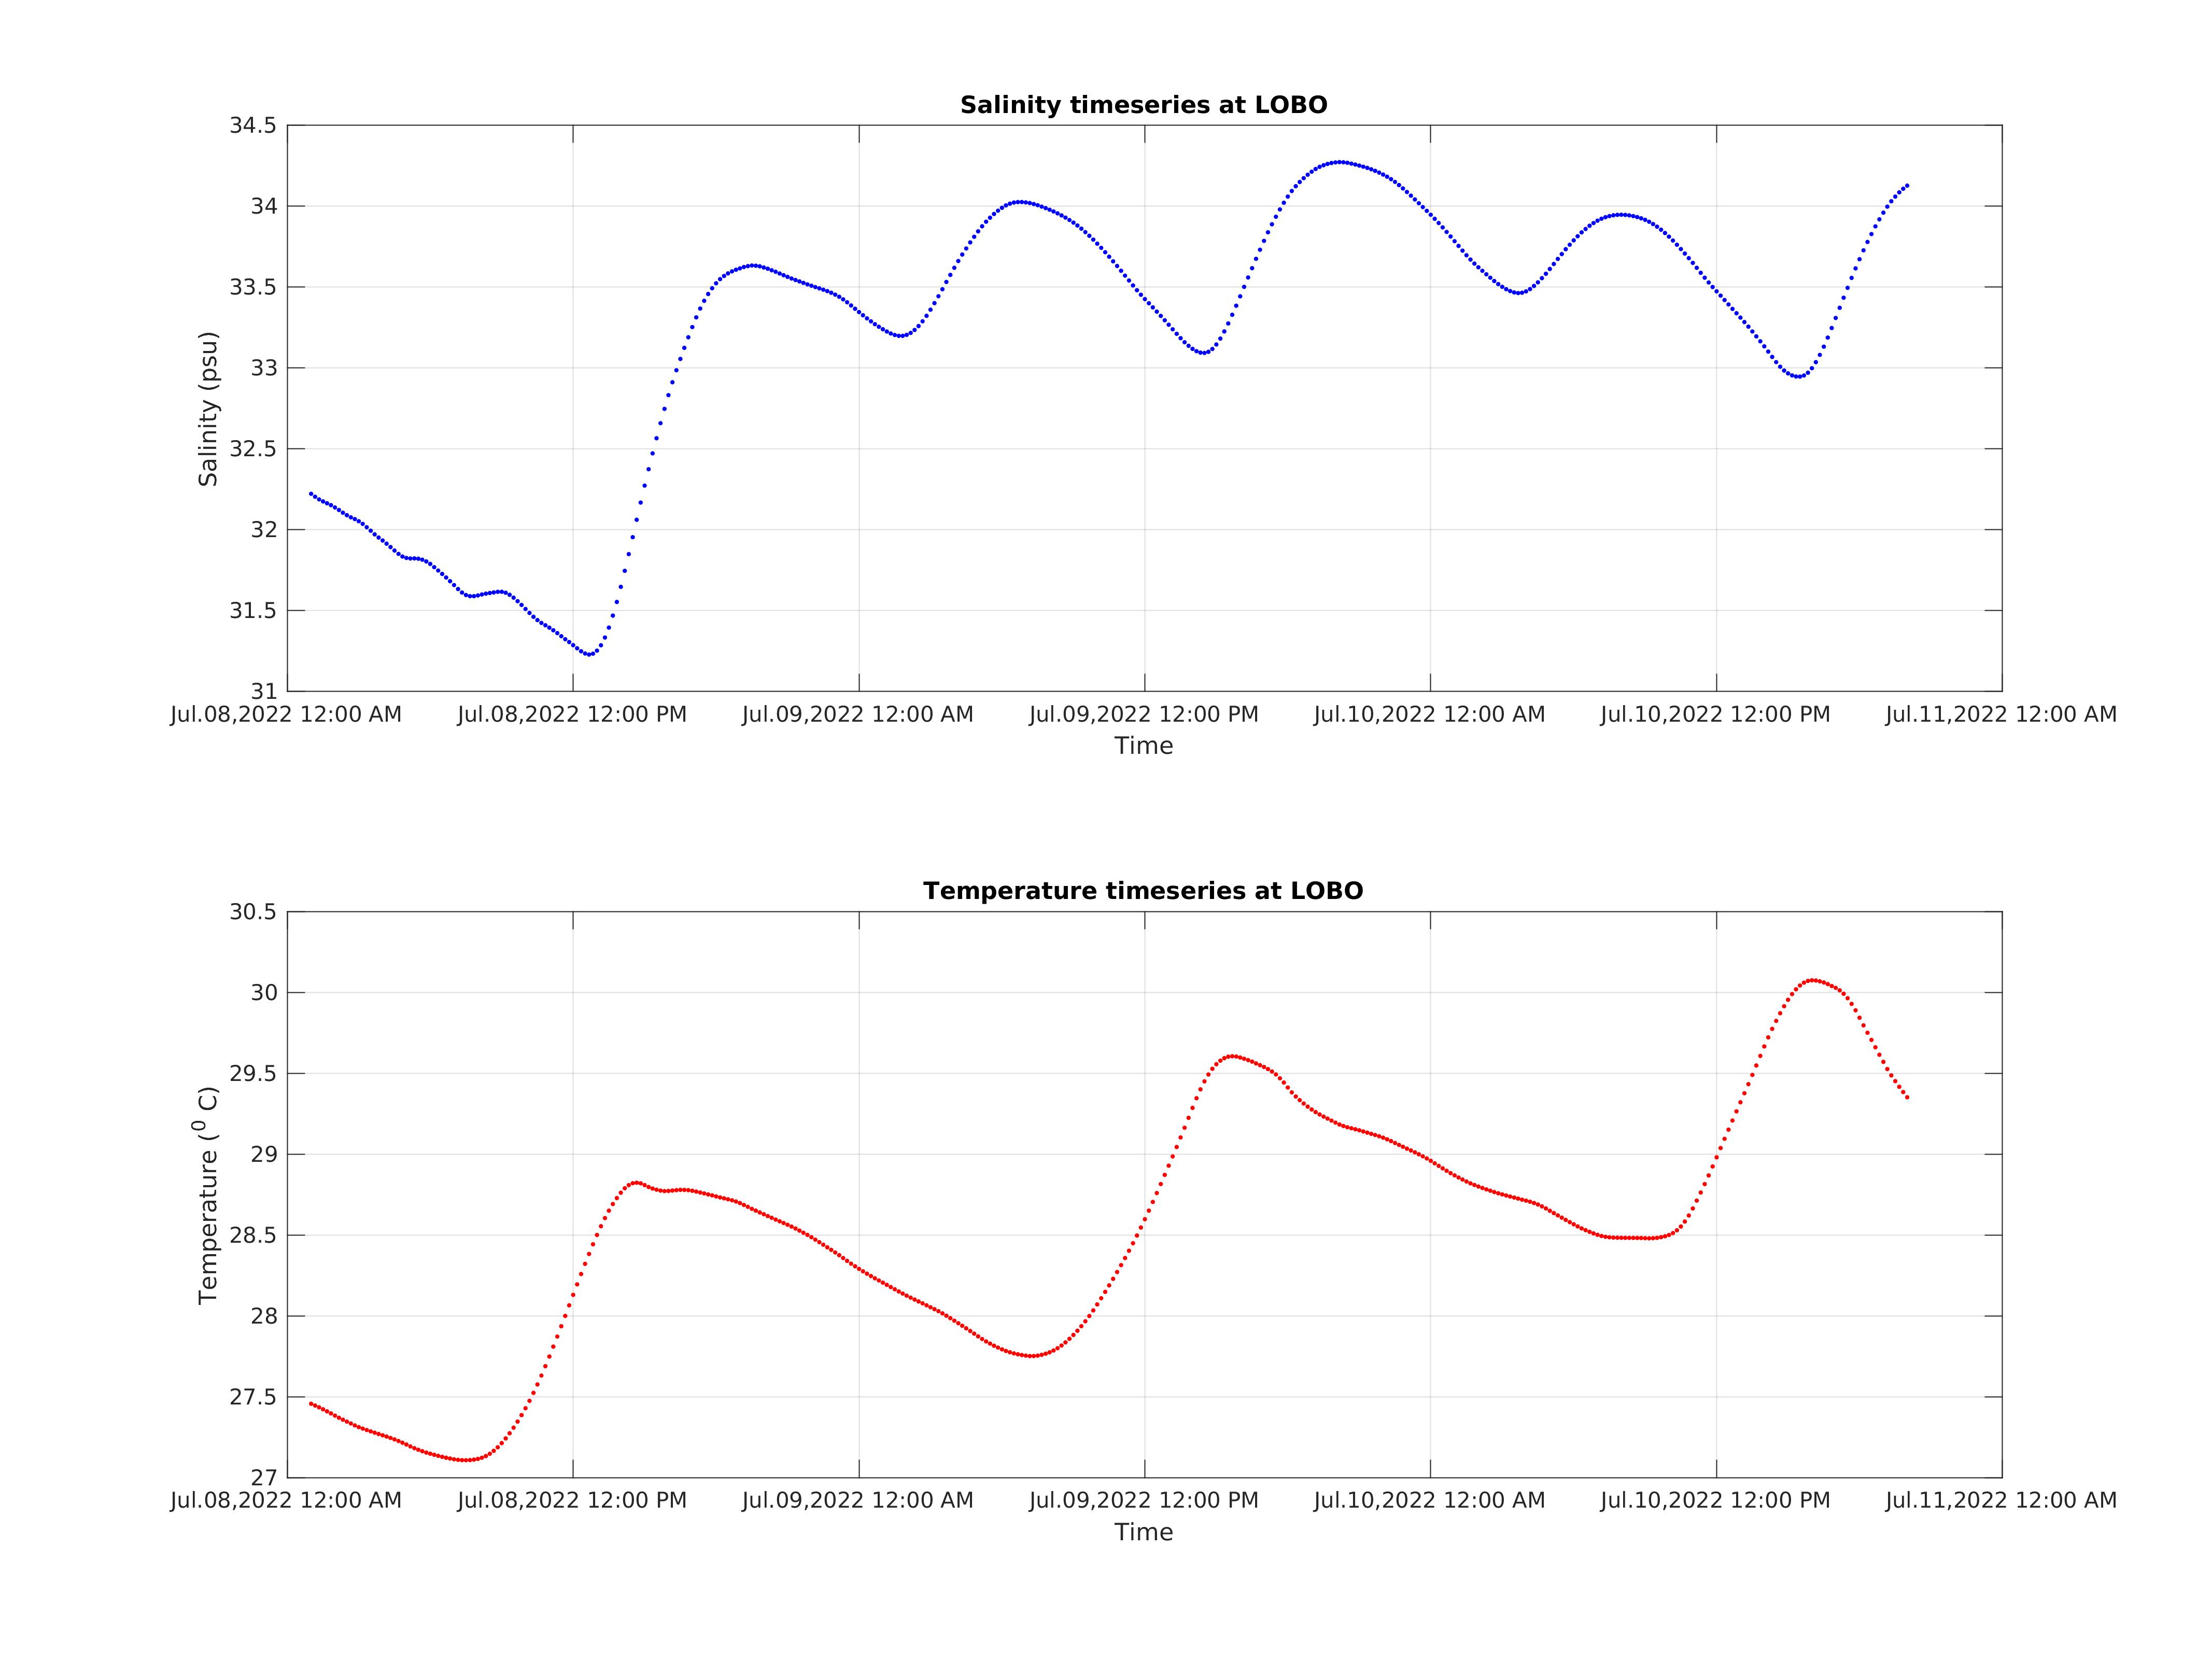 Salinity timeseries at LOBO
34.5
34
33.5
33
32.5
32
31.5
31
Salinity (psu)
Jul.08,2022 12:00 AM Jul.08,2022 12:00 PM Jul.09,2022 12:00 AM Jul.09,2022 12:00 PM Jul.10,2022 12:00 AM Jul.10,2022 12:00 PM Jul.11,2022 12:00 AM
Time
Temperature timeseries at LOBO
30.5
30
29.5
29
28.5
28
27.5
27
Temperature (⁰ C)
Jul.08,2022 12:00 AM Jul.08,2022 12:00 PM Jul.09,2022 12:00 AM Jul.09,2022 12:00 PM Jul.10,2022 12:00 AM Jul.10,2022 12:00 PM Jul.11,2022 12:00 AM
Time